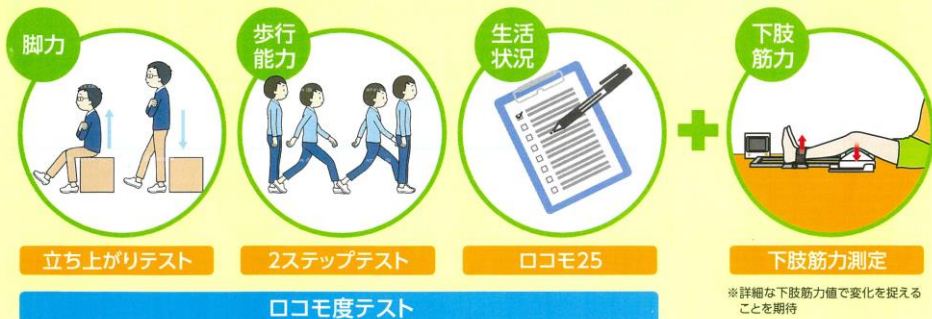 脚力
歩行
能力
生活
状況
下肢
筋力
立ち上がりテスト
2ステップテスト
ロコモ25
下肢筋力測定
ロコモ度テスト
※詳細な下肢筋力値で変化を捉える
ことを期待